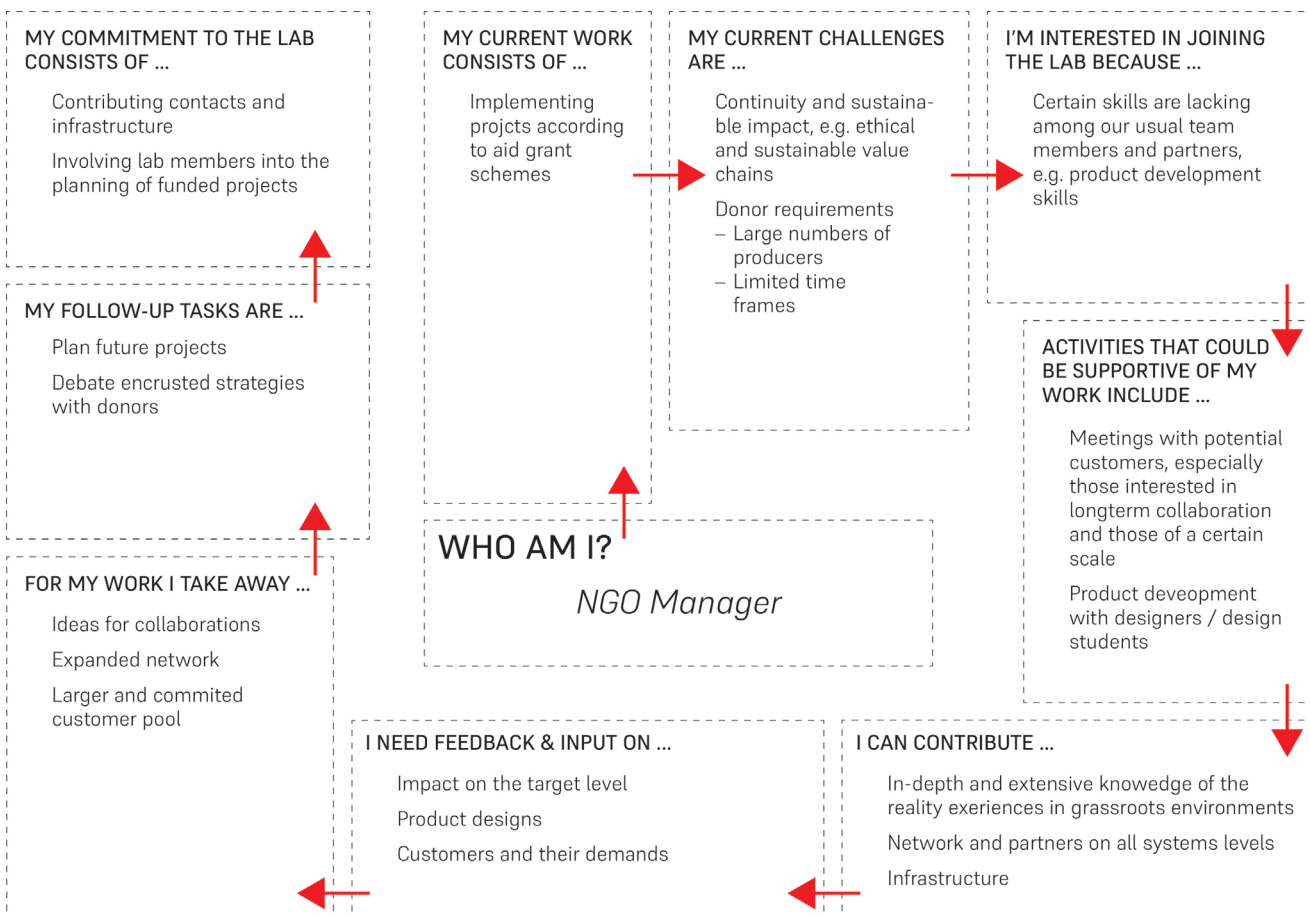 WHO AM I?
NGO Manager
MY CURRENT WORK
CONSISTS OF ...
Implementing
projcts according
to aid grant
schemes
MY CURRENT CHALLENGES
ARE ...
Continuity and sustaina-
ble impact, e.g. ethical
and sustainable value
chains
Donor requirements
– Large numbers of
producers
– Limited time
frames
I'M INTERESTED IN JOINING
THE LAB BECAUSE ...
Certain skills are lacking
among our usual team
members and partners,
e.g. product development
skills
ACTIVITIES THAT COULD
BE SUPPORTIVE OF MY
WORK INCLUDE ...
Meetings with potential
customers, especially
those interested in
longterm collaboration
and those of a certain
scale
Product deveopment
with designers / design
students
I CAN CONTRIBUTE ...
In-depth and extensive knowledge of the
reality exeriences in grassroots environments
Network and partners on all systems levels
Infrastructure
I NEED FEEDBACK & INPUT ON ...
Impact on the target level
Product designs
Customers and their demands
FOR MY WORK I TAKE AWAY ...
Ideas for collaborations
Expanded network
Larger and commited
customer pool
MY FOLLOW-UP TASKS ARE ...
Plan future projects
Debate encrusted strategies
with donors
MY COMMITMENT TO THE LAB
CONSISTS OF ...
Contributing contacts and
infrastructure
Involving lab members into the
planning of funded projects